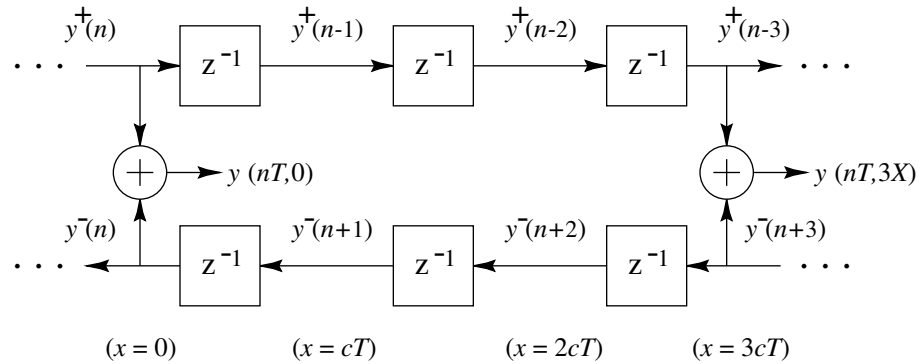 y⁺(n) y⁺(n-1) y⁺(n-2) y⁺(n-3)
· · · z⁻¹ z⁻¹ z⁻¹ · · ·
+ y (nT,0) + y (nT,3X)
y⁻(n) y⁻(n+1) y⁻(n+2) y⁻(n+3)
· · · z⁻¹ z⁻¹ z⁻¹ · · ·
(x = 0) (x = cT) (x = 2cT) (x = 3cT)